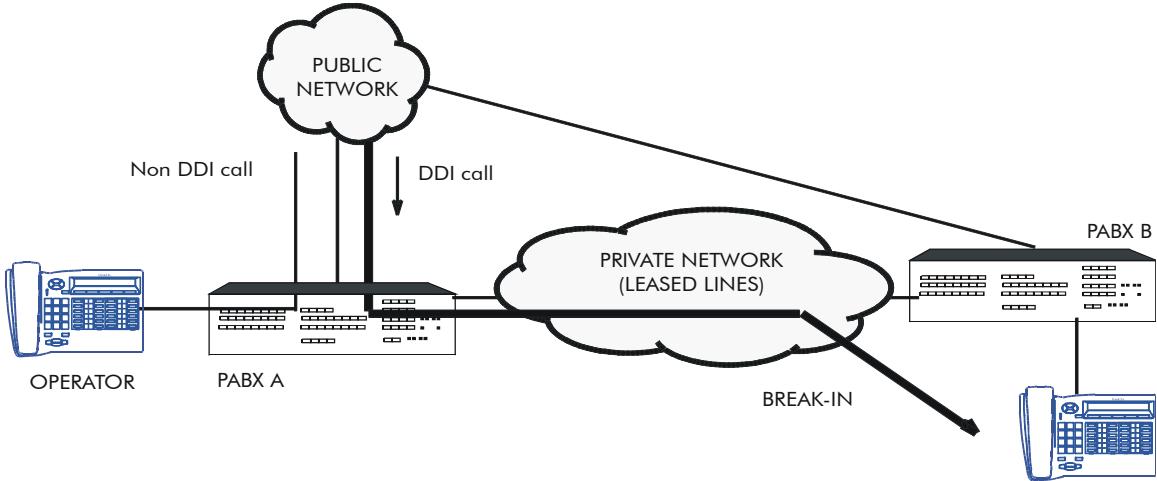 PUBLIC
NETWORK
Non DDI call
DDI call
PABX B
PRIVATE NETWORK
(LEASED LINES)
OPERATOR
PABX A
BREAK-IN